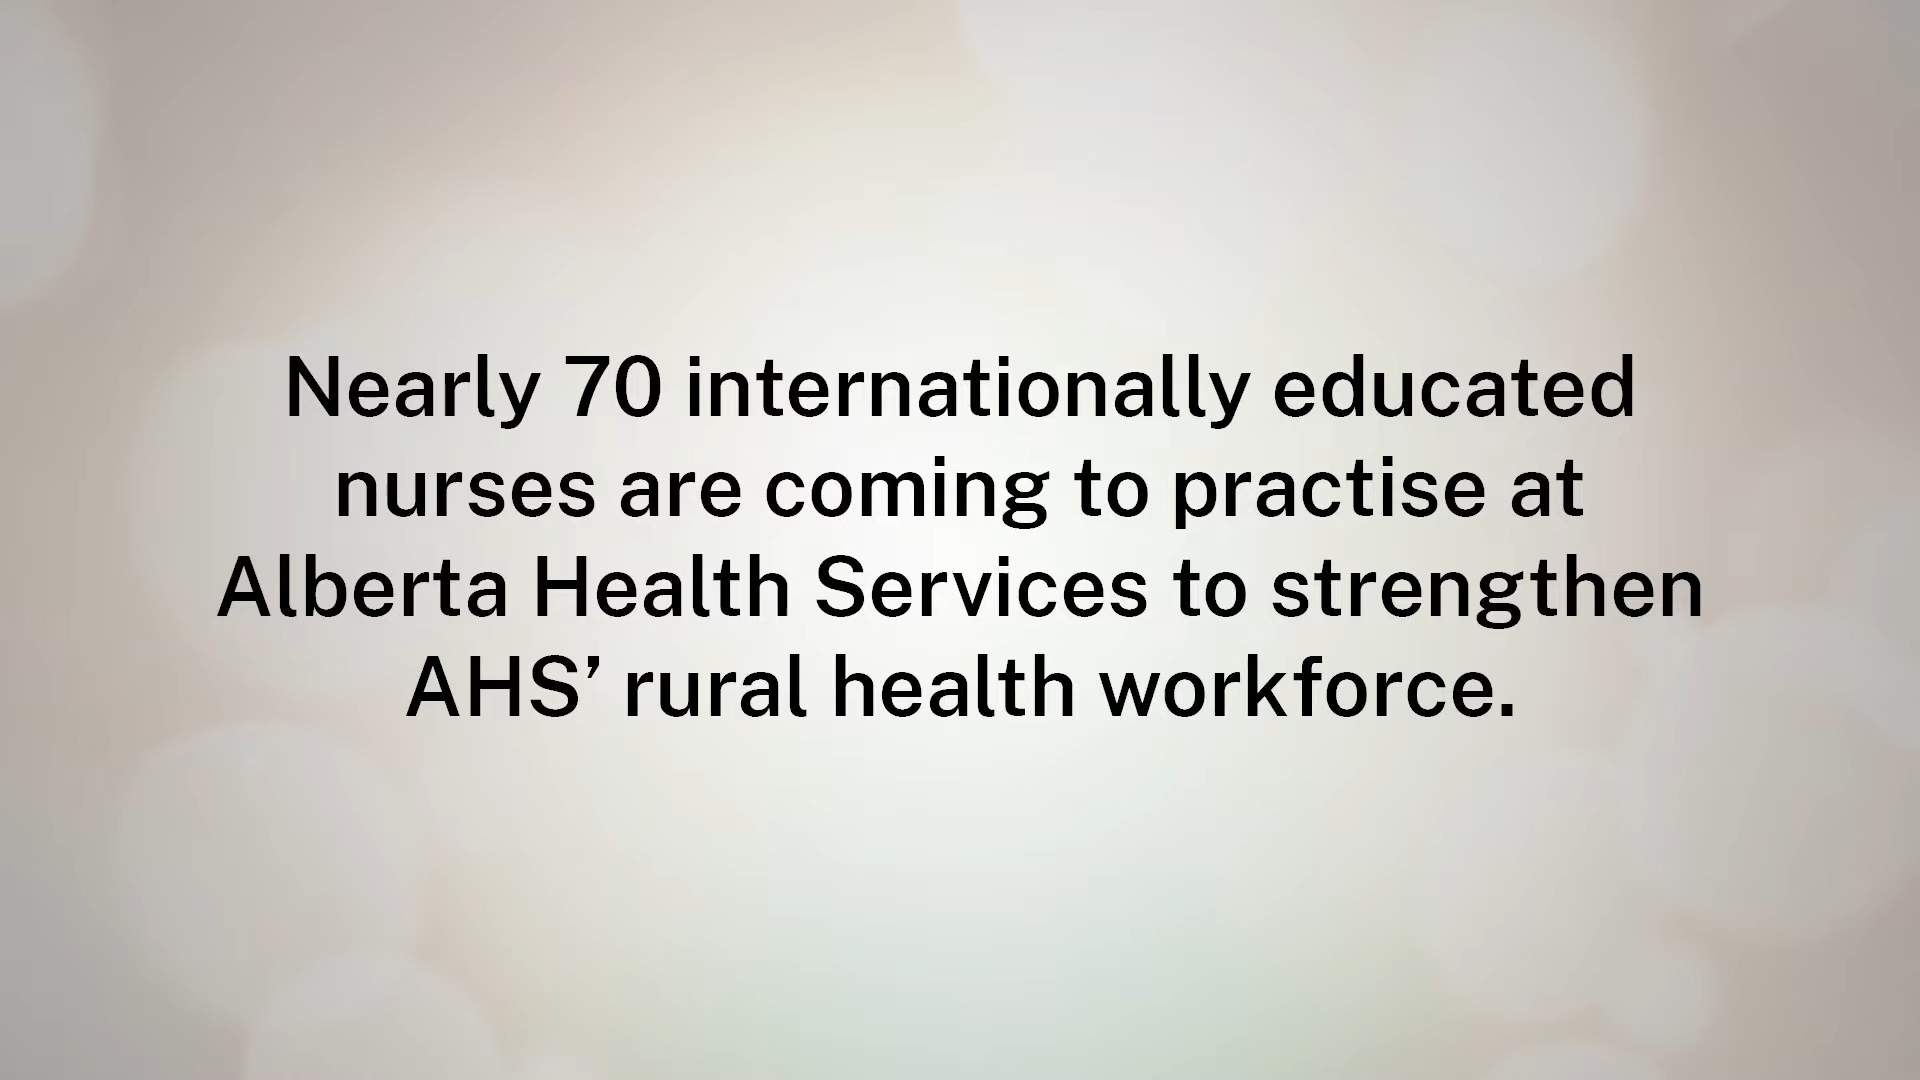 Nearly 70 internationally educated
nurses are coming to practise at
Alberta Health Services to strengthen
AHS’ rural health workforce.